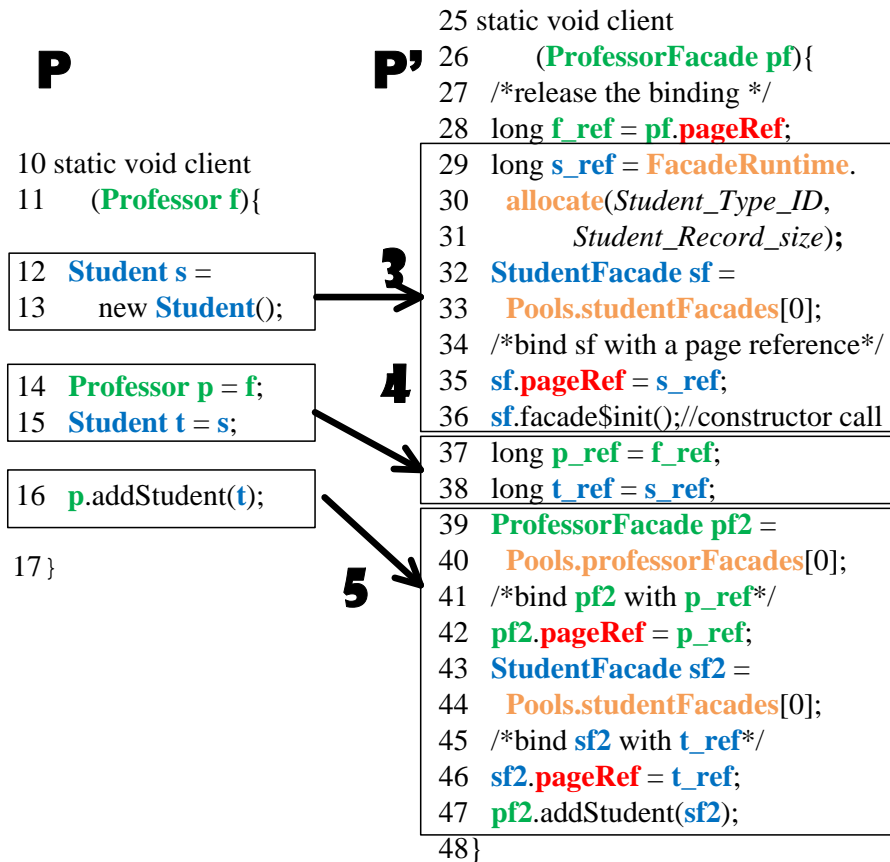 P
10 static void client
11 (Professor f){
12 Student s =
13 new Student();
14 Professor p = f;
15 Student t = s;
16 p.addStudent(t);
17 }
3
4
5
P’
25 static void client
26 (ProfessorFacade pf){
27 /*release the binding */
28 long f_ref = pf.pageRef;
29 long s_ref = FacadeRuntime.
30 allocate(Student_Type_ID,
31 Student_Record_size);
32 StudentFacade sf =
33 Pools.studentFacades[0];
34 /*bind sf with a page reference*/
35 sf.pageRef = s_ref;
36 sf.facade$init();//constructor call
37 long p_ref = f_ref;
38 long t_ref = s_ref;
39 ProfessorFacade pf2 =
40 Pools.professorFacades[0];
41 /*bind pf2 with p_ref*/
42 pf2.pageRef = p_ref;
43 StudentFacade sf2 =
44 Pools.studentFacades[0];
45 /*bind sf2 with t_ref*/
46 sf2.pageRef = t_ref;
47 pf2.addStudent(sf2);
48}